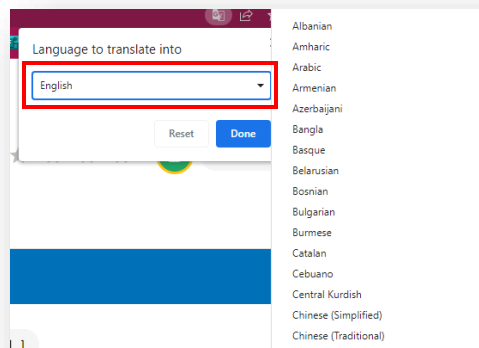 Language to translate into
English
Reset
Done
Albanian
Amharic
Arabic
Armenian
Azerbaijani
Bangla
Basque
Belarusian
Bosnian
Bulgarian
Burmese
Catalan
Cebuano
Central Kurdish
Chinese (Simplified)
Chinese (Traditional)